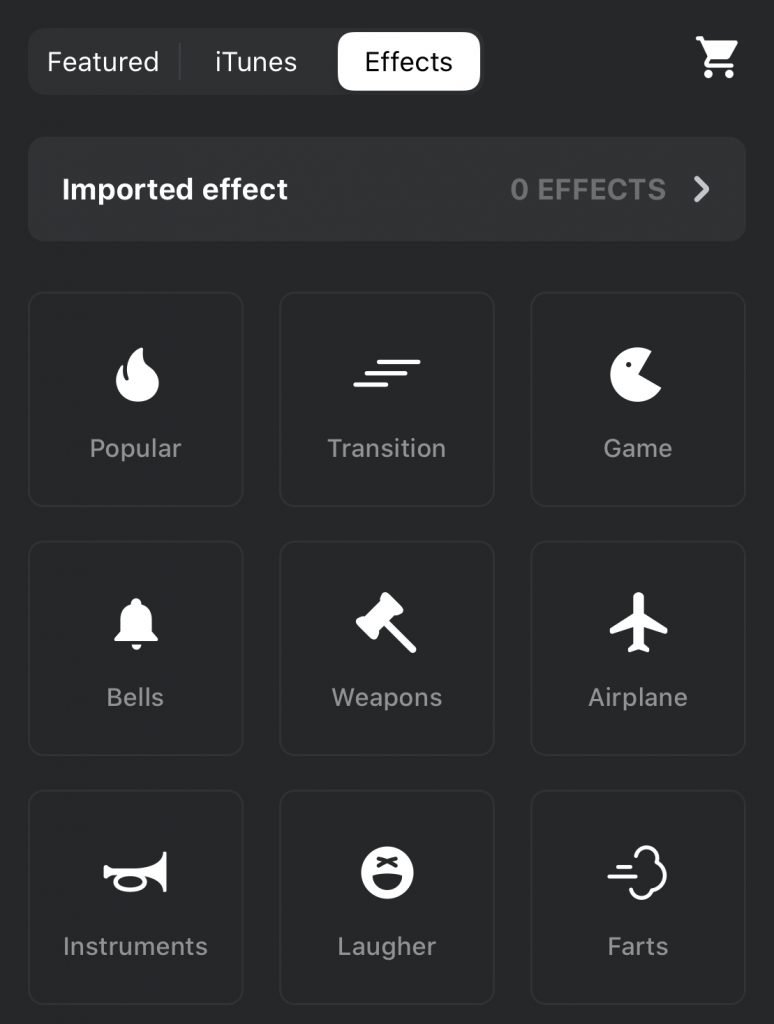 Featured iTunes Effects
Imported effect 0 EFFECTS
Popular Transition Game
Bells Weapons Airplane
Instruments Laugher Farts